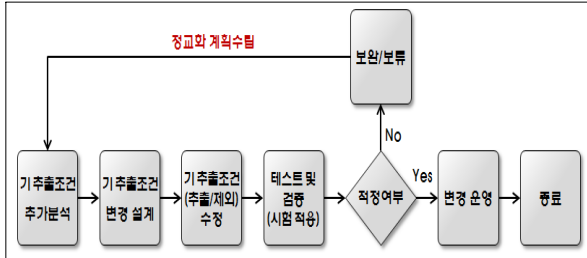 정교화 계획수립
보완/보류
No
기 추출조건
추가분석
기 추출조건
변경 설계
기 추출조건
(추출/제외)
수정
테스트 및
검증
(시험 적용)
적정여부
Yes
변경 운영
종료